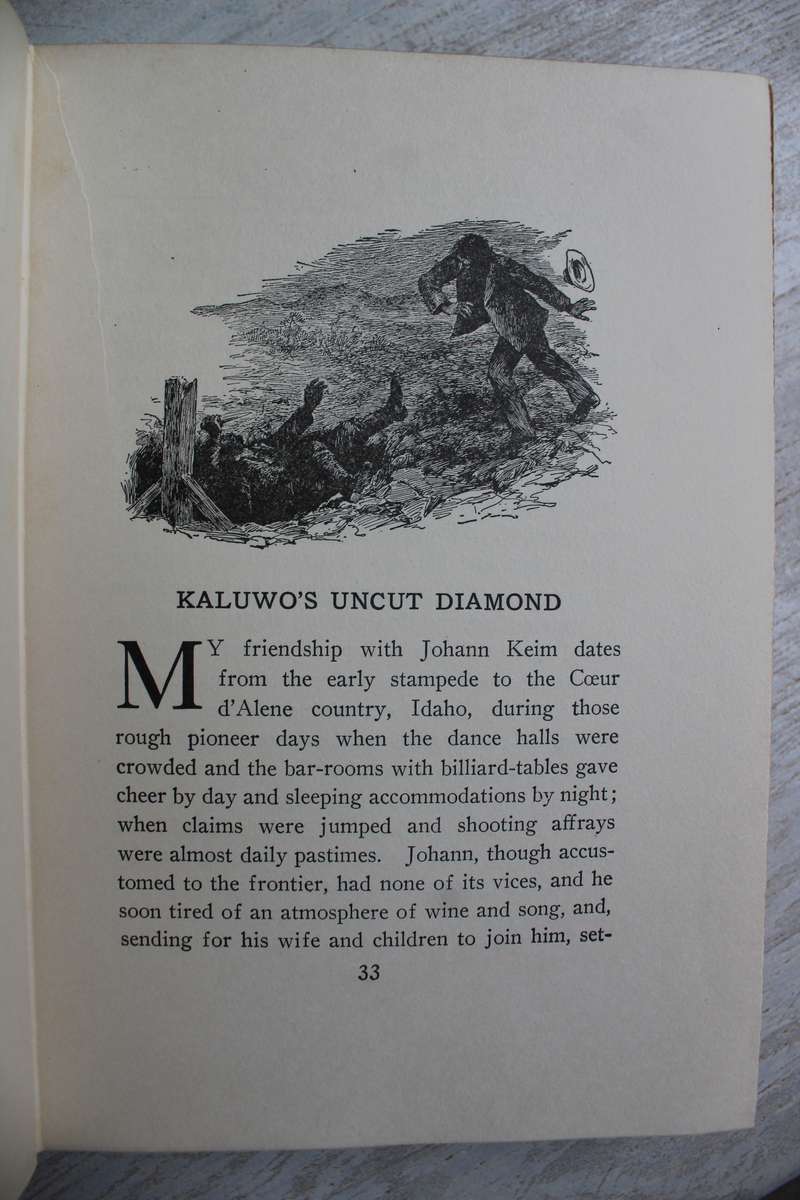 KALUWO'S UNCUT DIAMOND
MY friendship with Johann Keim dates
from the early stampede to the Cœur
d'Alene country, Idaho, during those
rough pioneer days when the dance halls were
crowded and the bar-rooms with billiard-tables gave
cheer by day and sleeping accommodations by night;
when claims were jumped and shooting affrays
were almost daily pastimes. Johann, though accus-
tomed to the frontier, had none of its vices, and he
soon tired of an atmosphere of wine and song, and,
sending for his wife and children to join him, set-
33